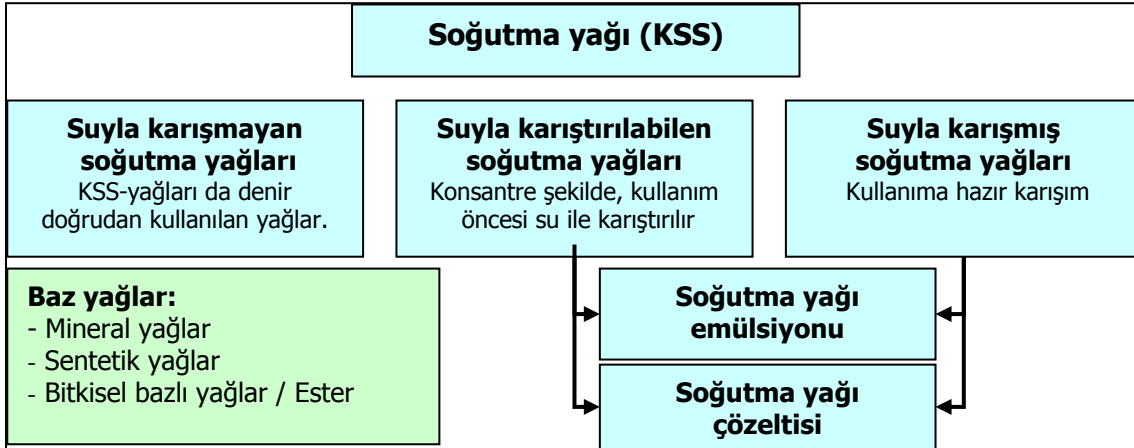 Soğutma yağı (KSS)
Suyla karışmayan
soğutma yağları
KSS-yağları da denir
doğrudan kullanılan yağlar.
Suyla karıştırılabilen
soğutma yağları
Konsantre şekilde, kullanım
öncesi su ile karıştırılır
Suyla karışmış
soğutma yağları
Kullanıma hazır karışım
Baz yağlar:
- Mineral yağlar
- Sentetik yağlar
- Bitkisel bazlı yağlar / Ester
Soğutma yağı
emülsiyonu
Soğutma yağı
çözeltisi